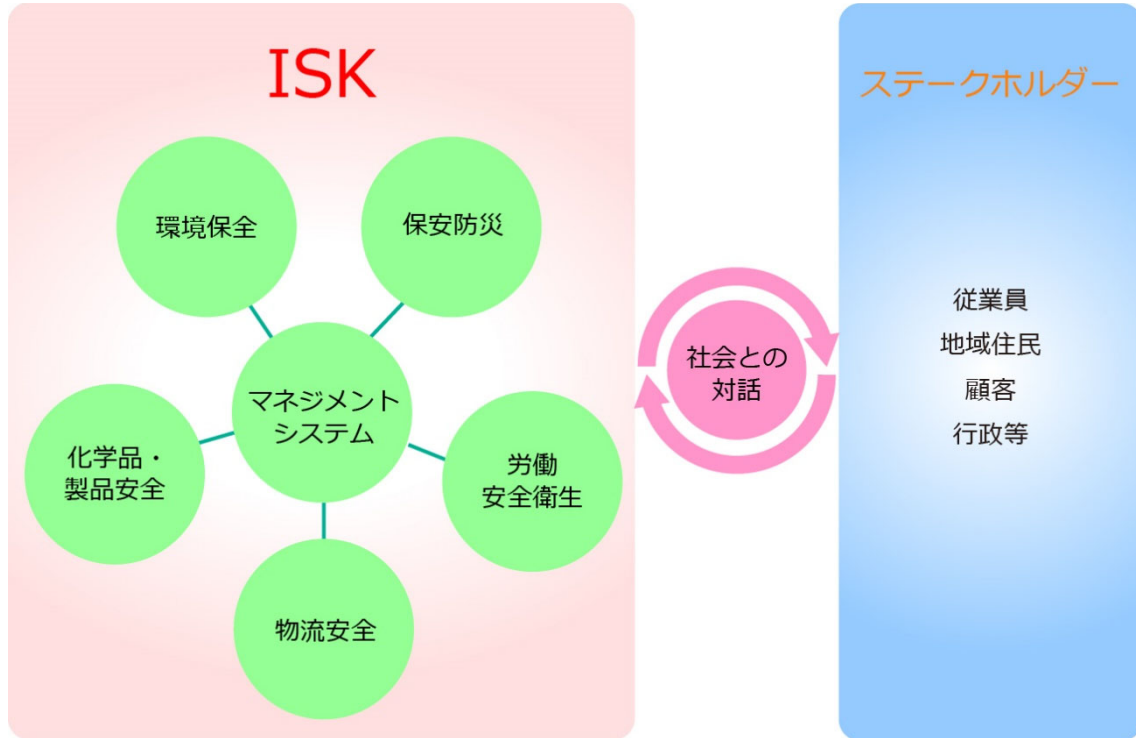 ISK
環境保全
保安防災
マネジメント
システム
化学品・
製品安全
労働
安全衛生
物流安全
社会との
対話
ステークホルダー
従業員
地域住民
顧客
行政等